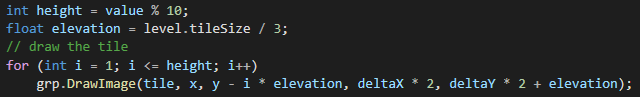 int height = value % 10;
float elevation = level.tileSize / 3;
// draw the tile
for (int i = 1; i <= height; i++)
    grp.DrawImage(tile, x, y - i * elevation, deltaX * 2, deltaY * 2 + elevation);